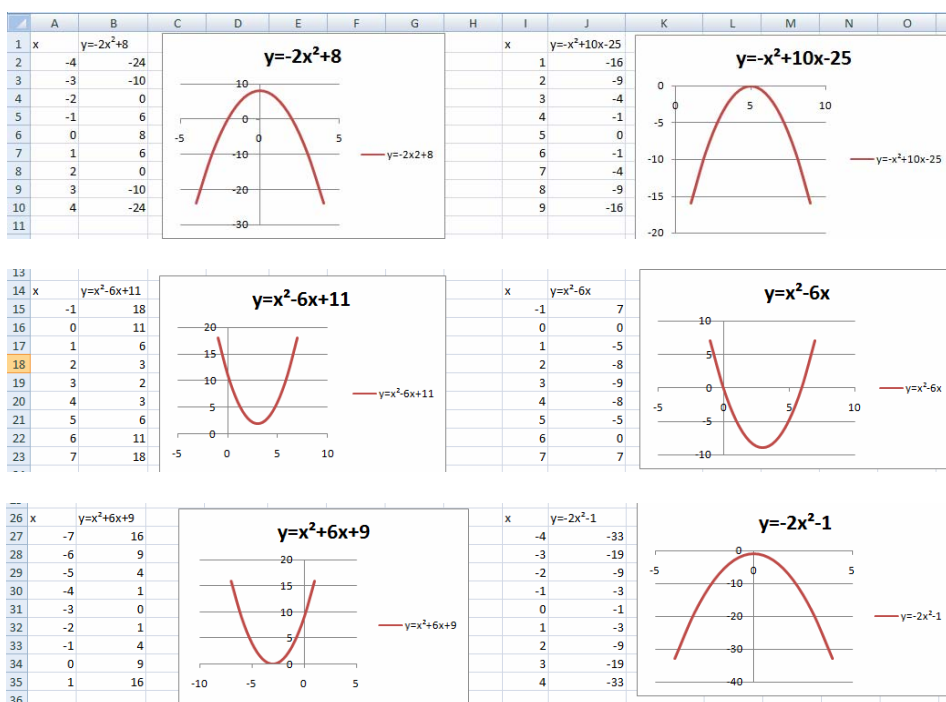 A B C D E F G H I J K L M N O
1 x y=-2x²+8 x y=-x²+10x-25
2 -4 -24 1 -16
3 -3 -10 2 -9
4 -2 0 3 -4
5 -1 6 4 -1
6 0 8 5 0
7 1 6 6 -1
8 2 0 7 -4
9 3 -10 8 -9
10 4 -24 9 -16
11
y=-2x²+8
10
0
-5 0 5
-10
-20
-30
y=-2x2+8
y=-x²+10x-25
0
0 5 10
-5
-10
-15
-20
y=-x²+10x-25
13
14 x y=x²-6x+11 x y=x²-6x
15 -1 18 -1 7
16 0 11 0 0
17 1 6 1 -5
18 2 3 2 -8
19 3 2 3 -9
20 4 3 4 -8
21 5 6 5 -5
22 6 11 6 0
23 7 18 7 7
y=x²-6x+11
20
15
10
5
0
-5 0 5 10
y=x²-6x+11
y=x²-6x
10
5
0
-5 0 5 10
-5
-10
y=x²-6x
26 x y=x²+6x+9 x y=-2x²-1
27 -7 16 -4 -33
28 -6 9 -3 -19
29 -5 4 -2 -9
30 -4 1 -1 -3
31 -3 0 0 -1
32 -2 1 1 -3
33 -1 4 2 -9
34 0 9 3 -19
35 1 16 4 -33
36
y=x²+6x+9
20
15
10
5
0
-10 -5 0 5
y=x²+6x+9
y=-2x²-1
0
-5 0 5
-10
-20
-30
-40
y=-2x²-1